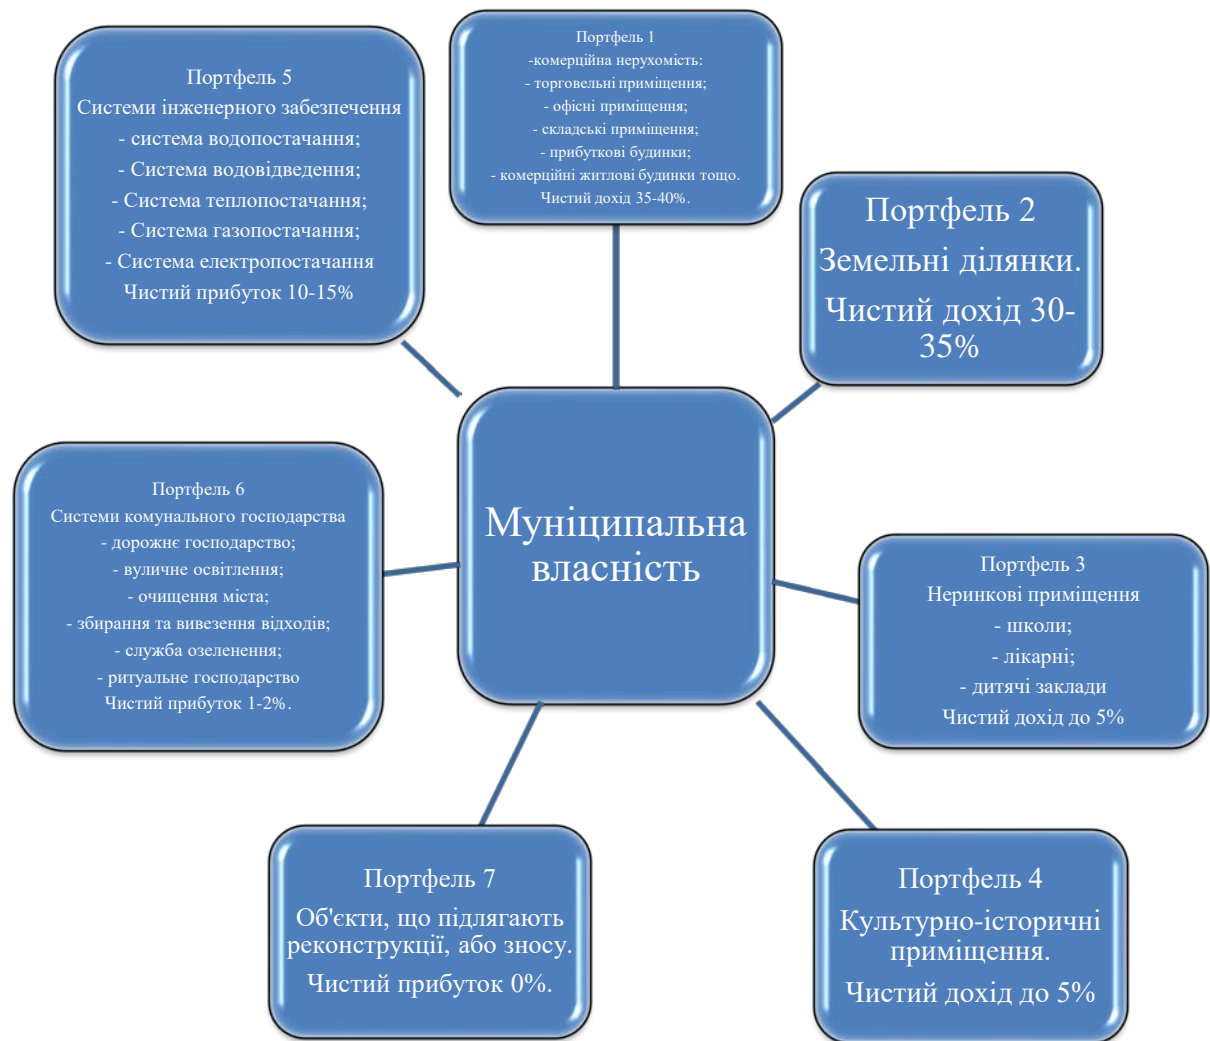 Портфель 1
-комерційна нерухомість:
- торговельні приміщення;
- офісні приміщення;
- складські приміщення;
- прибуткові будинки;
- комерційні житлові будинки тощо.
Чистий дохід 35-40%.
Портфель 2
Земельні ділянки.
Чистий дохід 30-
35%
Портфель 3
Неринкові приміщення
- школи;
- лікарні;
- дитячі заклади
Чистий дохід до 5%
Портфель 4
Культурно-історичні
приміщення.
Чистий дохід до 5%
Портфель 7
Об'єкти, що підлягають
реконструкції, або зносу.
Чистий прибуток 0%.
Портфель 6
Системи комунального господарства
- дорожнє господарство;
- вуличне освітлення;
- очищення міста;
- збирання та вивезення відходів;
- служба озеленення;
- ритуальне господарство
Чистий прибуток 1-2%.
Портфель 5
Системи інженерного забезпечення
- система водопостачання;
- Система водовідведення;
- Система теплопостачання;
- Система газопостачання;
- Система електропостачання
Чистий прибуток 10-15%
Муніципальна
власність